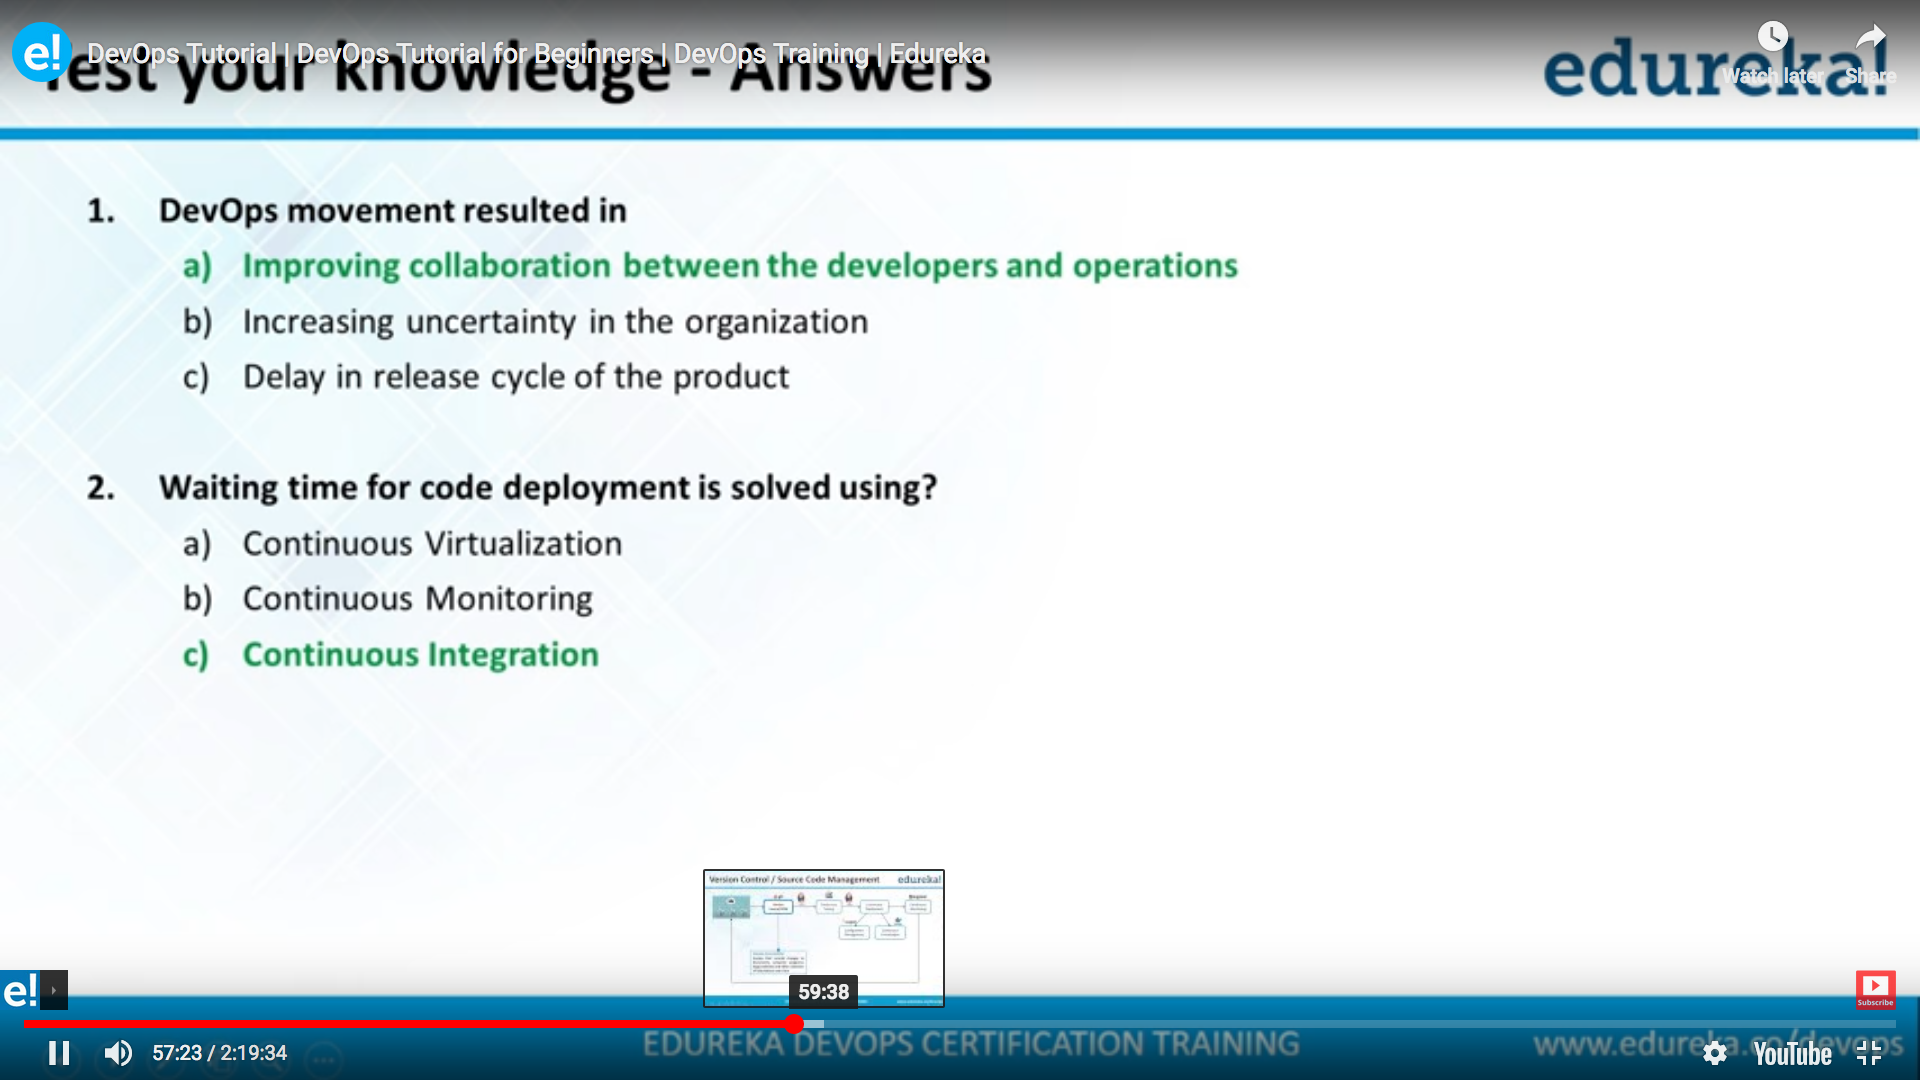 DevOps Tutorial | DevOps Tutorial for Beginners | DevOps Training | Edureka
Test your knowledge - Answers
edureka!
Watch later
Share
1. DevOps movement resulted in
a) Improving collaboration between the developers and operations
b) Increasing uncertainty in the organization
c) Delay in release cycle of the product
2. Waiting time for code deployment is solved using?
a) Continuous Virtualization
b) Continuous Monitoring
c) Continuous Integration
Version Control / Source Code Management
edureka!
59:38
e!
Subscribe
EDUREKA DEVOPS CERTIFICATION TRAINING
www.edureka.co/devops
57:23 / 2:19:34
YouTube